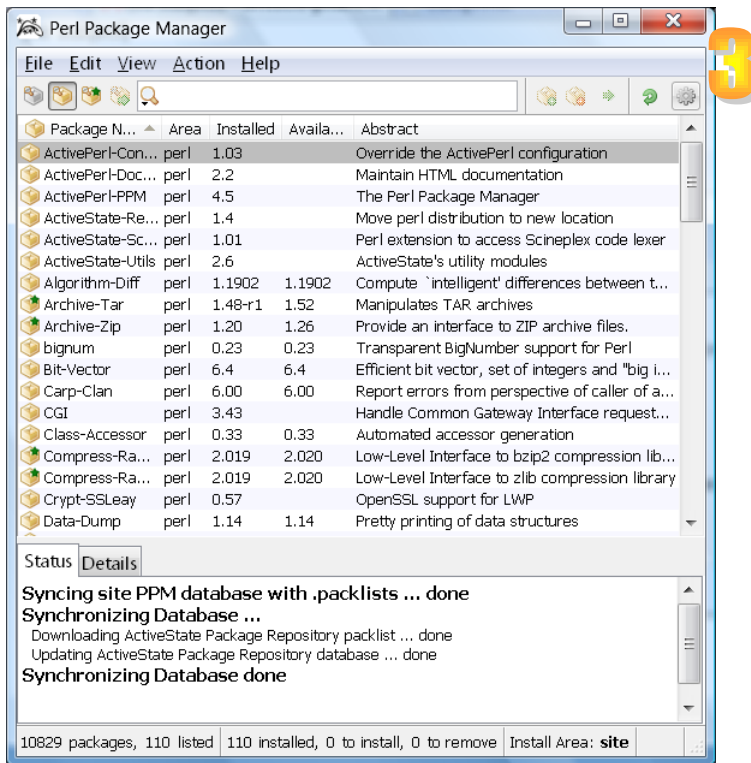 Perl Package Manager
3
File Edit View Action Help
Package N... Area Installed Availa... Abstract
ActivePerl-Con... perl 1.03 Override the ActivePerl configuration
ActivePerl-Doc... perl 2.2 Maintain HTML documentation
ActivePerl-PPM perl 4.5 The Perl Package Manager
ActiveState-Re... perl 1.4 Move perl distribution to new location
ActiveState-Sc... perl 1.01 Perl extension to access Scineplex code lexer
ActiveState-Utils perl 2.6 ActiveState's utility modules
Algorithm-Diff perl 1.1902 1.1902 Compute `intelligent' differences between t...
Archive-Tar perl 1.48-r1 1.52 Manipulates TAR archives
Archive-Zip perl 1.20 1.26 Provide an interface to ZIP archive files.
bignum perl 0.23 0.23 Transparent BigNumber support for Perl
Bit-Vector perl 6.4 6.4 Efficient bit vector, set of integers and "big i...
Carp-Clan perl 6.00 6.00 Report errors from perspective of caller of a...
CGI perl 3.43 Handle Common Gateway Interface request...
Class-Accessor perl 0.33 0.33 Automated accessor generation
Compress-Ra... perl 2.019 2.020 Low-Level Interface to bzip2 compression lib...
Compress-Ra... perl 2.019 2.020 Low-Level Interface to zlib compression library
Crypt-SSLeay perl 0.57 OpenSSL support for LWP
Data-Dump perl 1.14 1.14 Pretty printing of data structures
Status Details
Syncing site PPM database with .packlists ... done
Synchronizing Database ...
Downloading ActiveState Package Repository packlist ... done
Updating ActiveState Package Repository database ... done
Synchronizing Database done
10829 packages, 110 listed 110 installed, 0 to install, 0 to remove Install Area: site